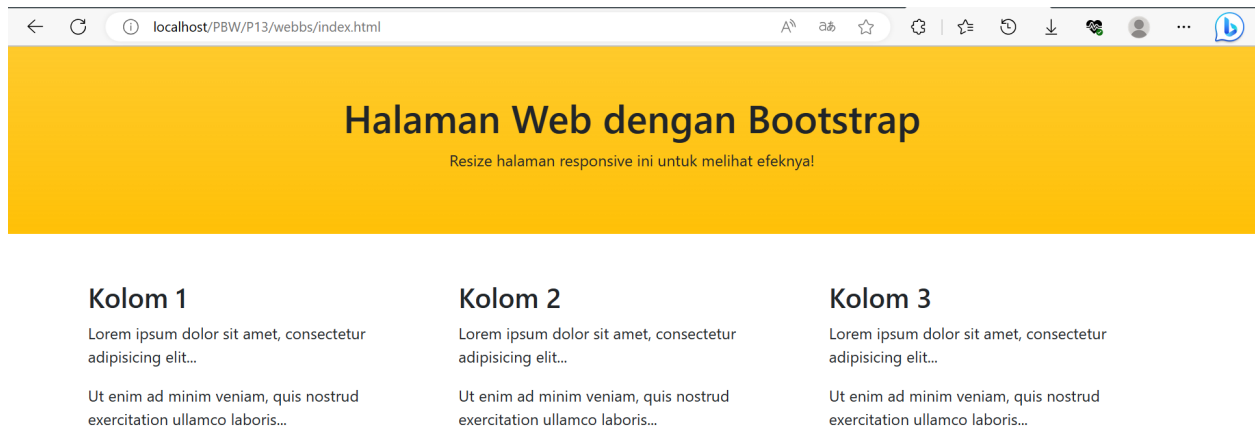 localhost/PBW/P13/webbs/index.html
Halaman Web dengan Bootstrap
Resize halaman responsive ini untuk melihat efeknya!
Kolom 1
Lorem ipsum dolor sit amet, consectetur
adipisicing elit...
Ut enim ad minim veniam, quis nostrud
exercitation ullamco laboris...
Kolom 2
Lorem ipsum dolor sit amet, consectetur
adipisicing elit...
Ut enim ad minim veniam, quis nostrud
exercitation ullamco laboris...
Kolom 3
Lorem ipsum dolor sit amet, consectetur
adipisicing elit...
Ut enim ad minim veniam, quis nostrud
exercitation ullamco laboris...